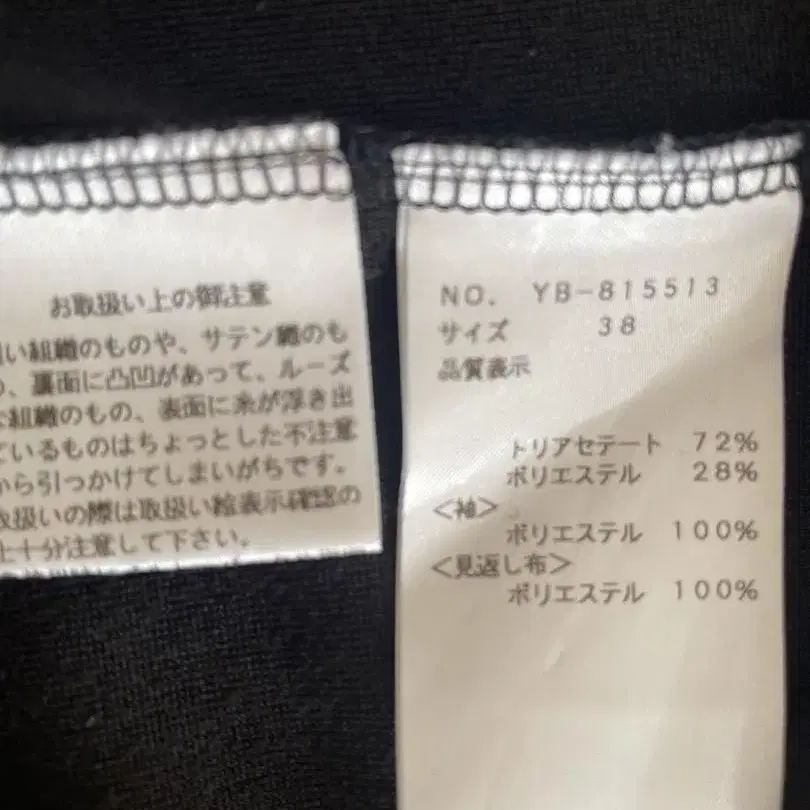 お取扱い上の御注意
い組織のものや、サテン織のも
、裏面に凸凹があって、ルーズ
組織のもの、表面に糸が浮き出
ているものはちょっとした不注意
から引っかけてしまいがちです。
取扱いの際は取扱い絵表示確認の
上十分注意して下さい。
NO. YB-815513
サイズ 38
品質表示
トリアセテート 72%
ポリエステル 28%
<袖>
ポリエステル 100%
<見返し布>
ポリエステル 100%